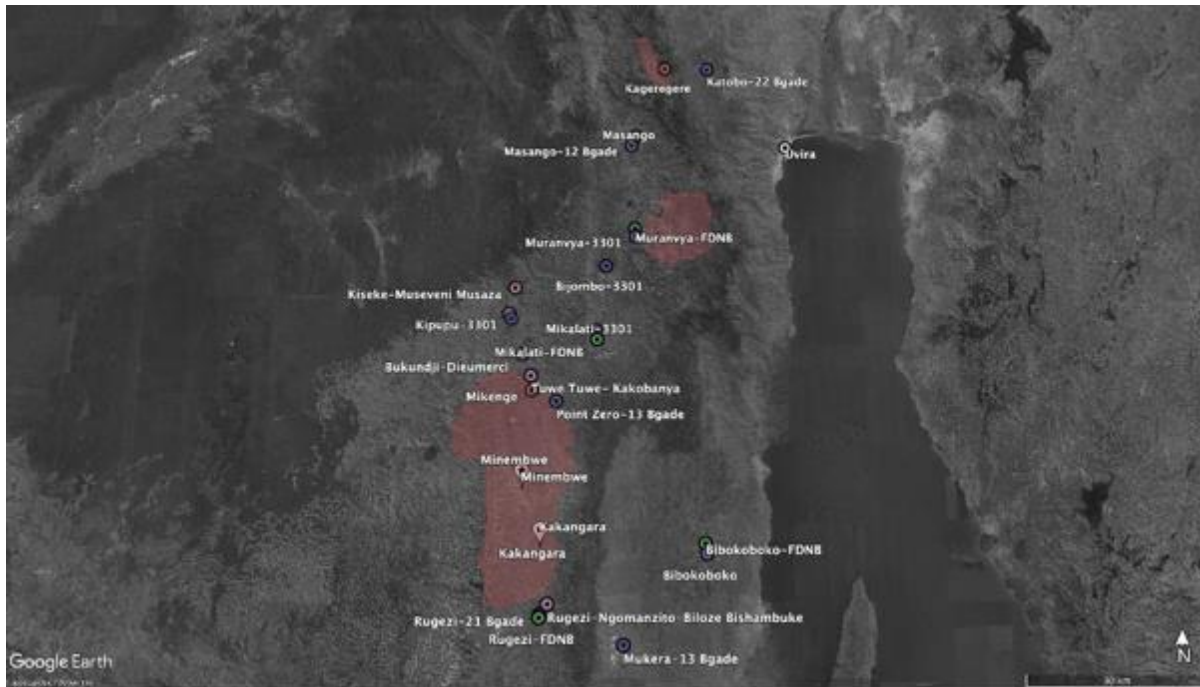 Kageregere
Katobo-22 Bgade
Masango
Masango-12 Bgade
Uvira
Muranvya-FDNB
Muranvya-3301
Bijombo-3301
Kiseke-Museveni Musaza
Kipupu-3301
Mikalati-3301
Mikalati-FDNB
Bukundji-Dieumerci
Tuwe Tuwe- Kakobanya
Mikenge
Point Zero-13 Bgade
Minembwe
Minembwe
Kakangara
Kakangara
Bibokoboko-FDNB
Bibokoboko
Rugezi-Ngomanzito-Biloze Bishambuke
Rugezi-21 Bgade
Rugezi-FDNB
Mukera-13 Bgade
Google Earth
N